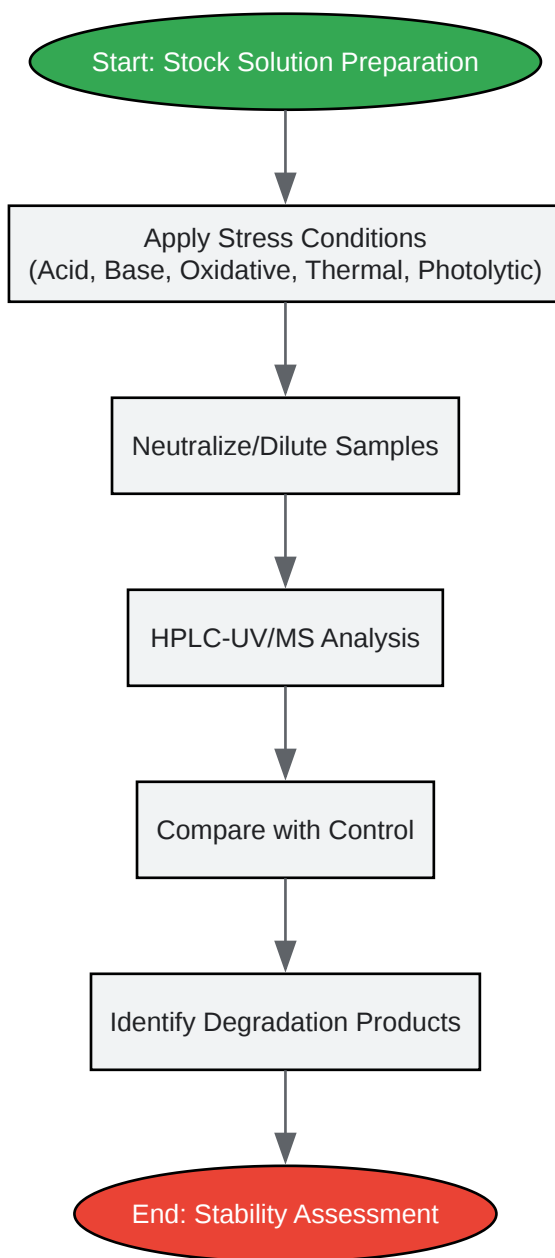 Start: Stock Solution Preparation
Apply Stress Conditions
(Acid, Base, Oxidative, Thermal, Photolytic)
Neutralize/Dilute Samples
HPLC-UV/MS Analysis
Compare with Control
Identify Degradation Products
End: Stability Assessment